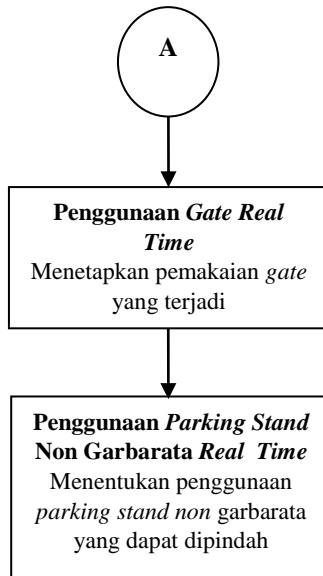 A
Penggunaan Gate Real
Time
Menetapkan pemakaian gate
yang terjadi
Penggunaan Parking Stand
Non Garbarata Real Time
Menentukan penggunaan
parking stand non garbarata
yang dapat dipindah